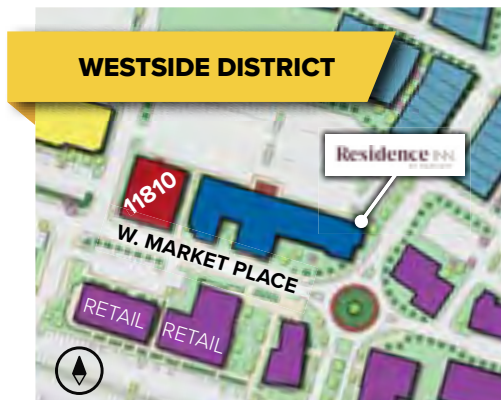 WESTSIDE DISTRICT
Residence INN
11810
W. MARKET PLACE
RETAIL
RETAIL